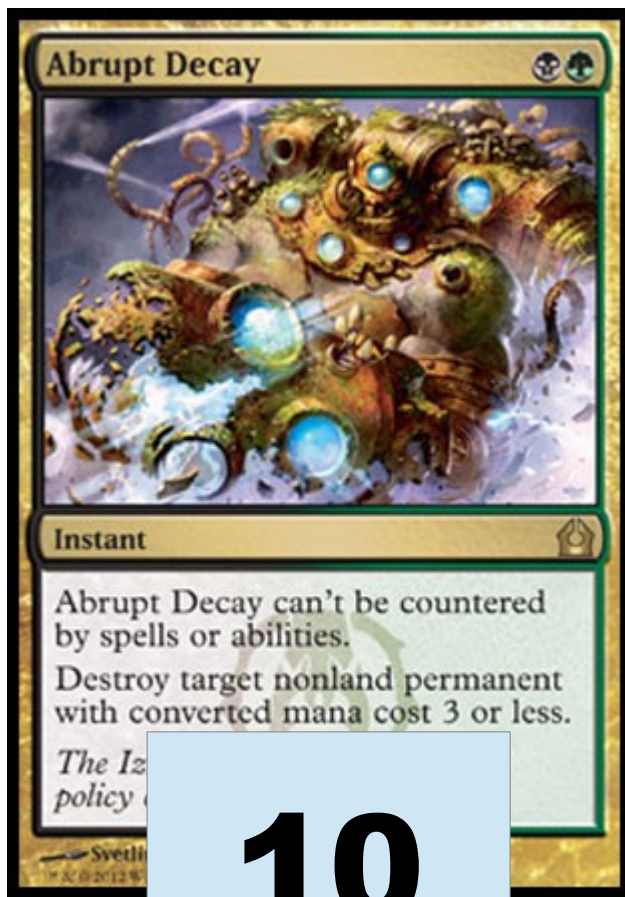 Abrupt Decay
Instant
Abrupt Decay can't be countered
by spells or abilities.
Destroy target nonland permanent
with converted mana cost 3 or less.
The
policy
10